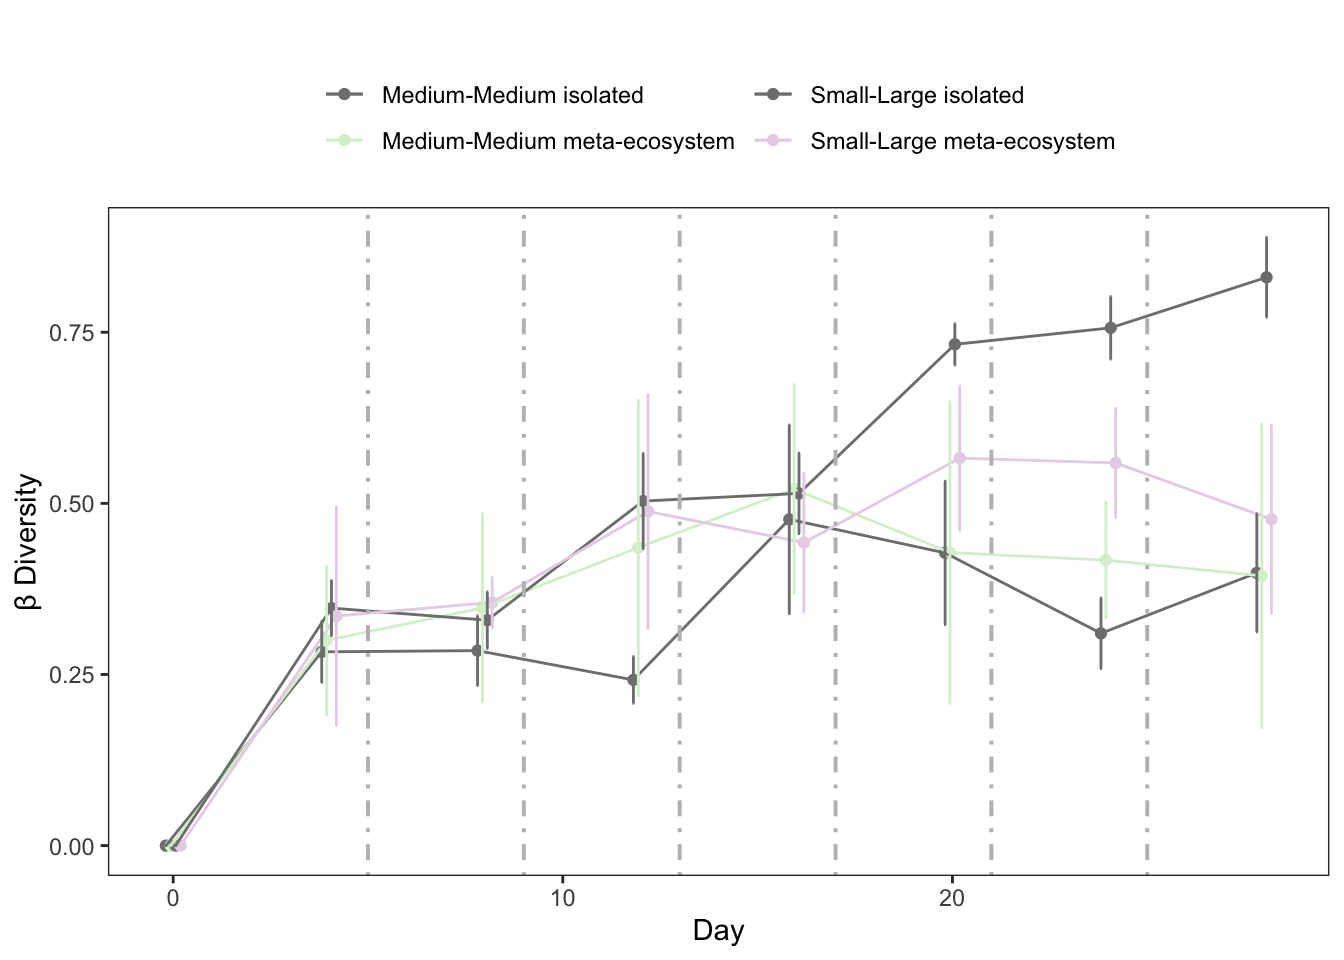 Medium-Medium isolated Small-Large isolated
Medium-Medium meta-ecosystem Small-Large meta-ecosystem
β Diversity
0.75
0.50
0.25
0.00
0 10 20
Day